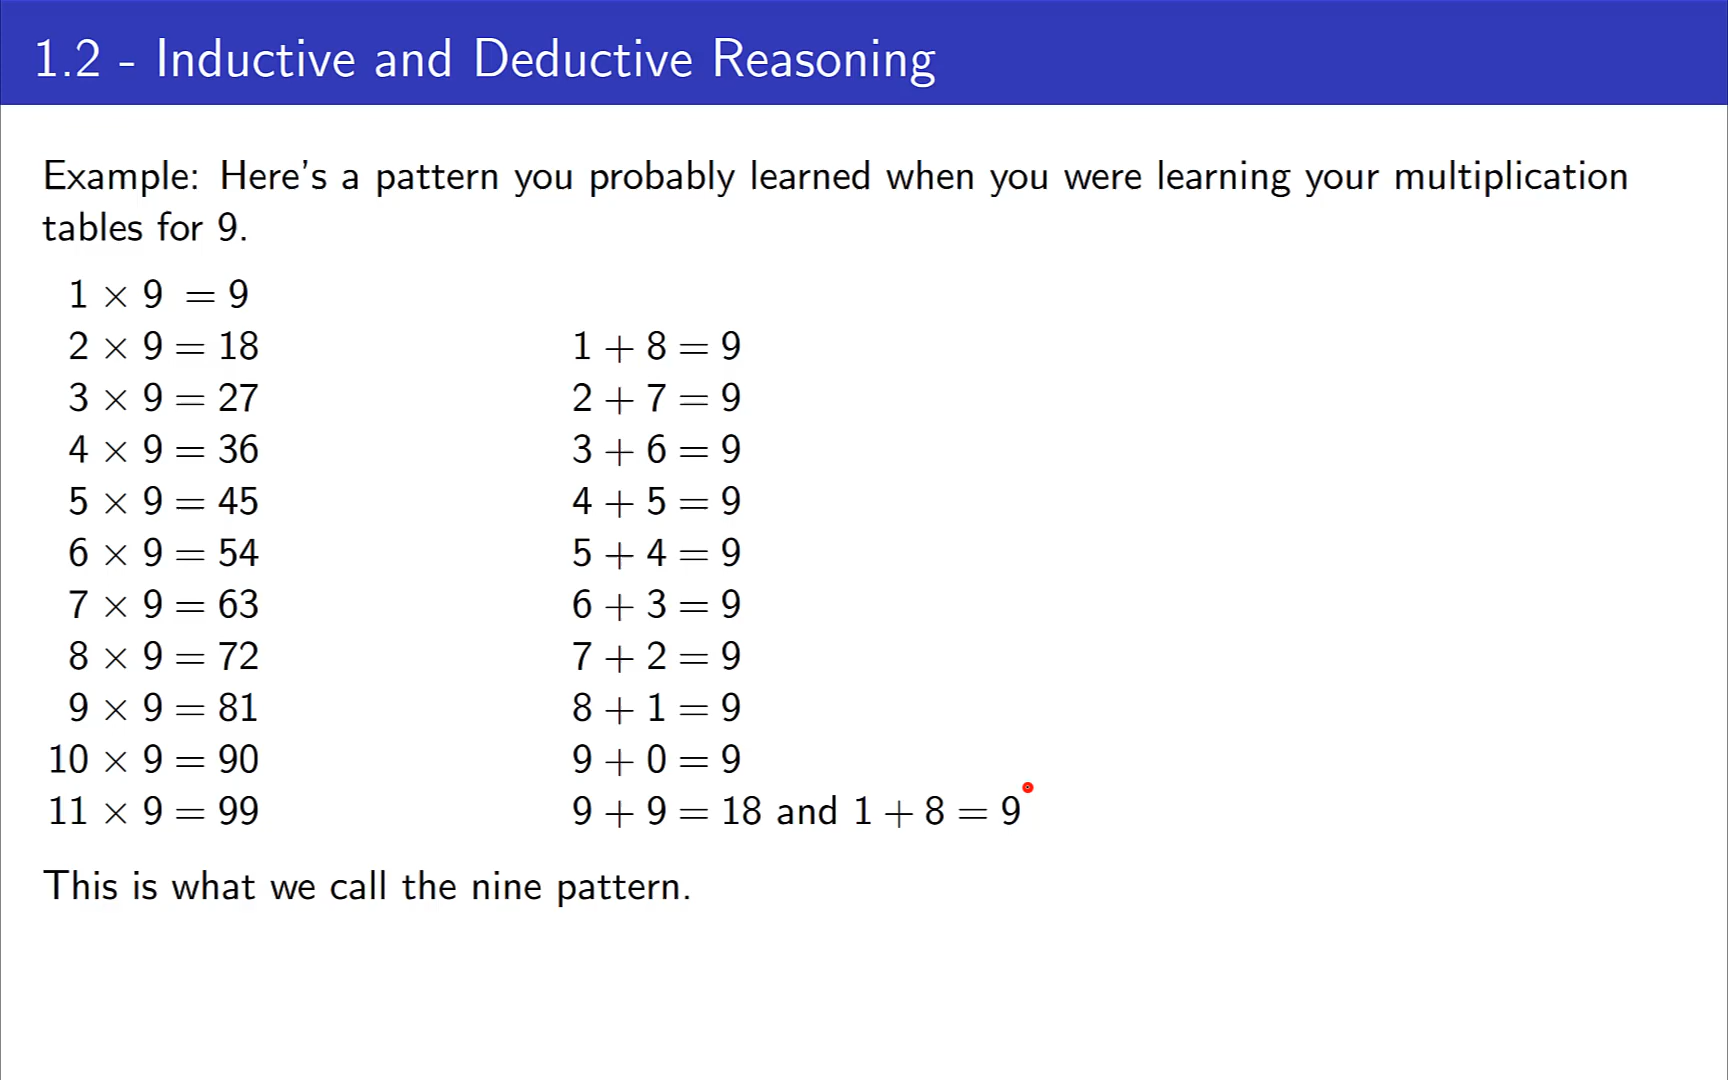 1.2 - Inductive and Deductive Reasoning
Example: Here's a pattern you probably learned when you were learning your multiplication
tables for 9.
1 × 9 = 9
2 × 9 = 18 1 + 8 = 9
3 × 9 = 27 2 + 7 = 9
4 × 9 = 36 3 + 6 = 9
5 × 9 = 45 4 + 5 = 9
6 × 9 = 54 5 + 4 = 9
7 × 9 = 63 6 + 3 = 9
8 × 9 = 72 7 + 2 = 9
9 × 9 = 81 8 + 1 = 9
10 × 9 = 90 9 + 0 = 9
11 × 9 = 99 9 + 9 = 18 and 1 + 8 = 9
This is what we call the nine pattern.